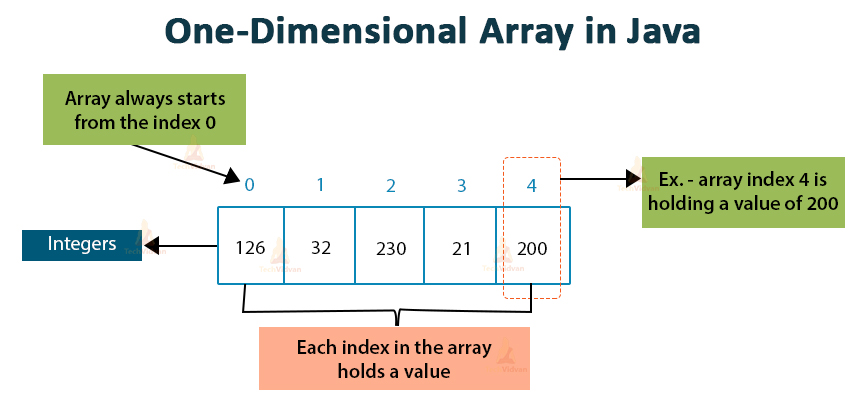 One-Dimensional Array in Java
Array always starts
from the index 0
0 1 2 3 4
Ex. - array index 4 is
holding a value of 200
Integers
126 32 230 21 200
Each index in the array
holds a value